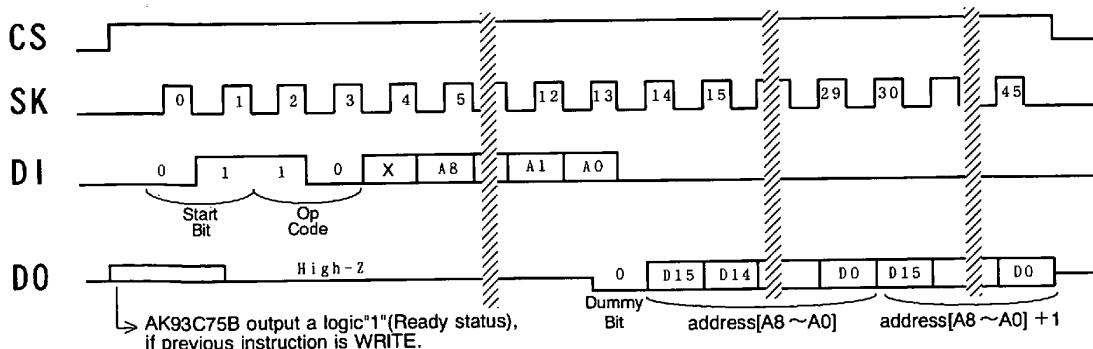 CS
SK 0 1 2 3 4 5 12 13 14 15 29 30 45
DI 0 1 1 0 X A8 A1 A0
Start Bit
Op Code
DO High-Z 0 D15 D14 D0 D15 D0
Dummy Bit
address[A8～A0]
address[A8～A0] +1
AK93C75B output a logic"1"(Ready status),
if previous instruction is WRITE.